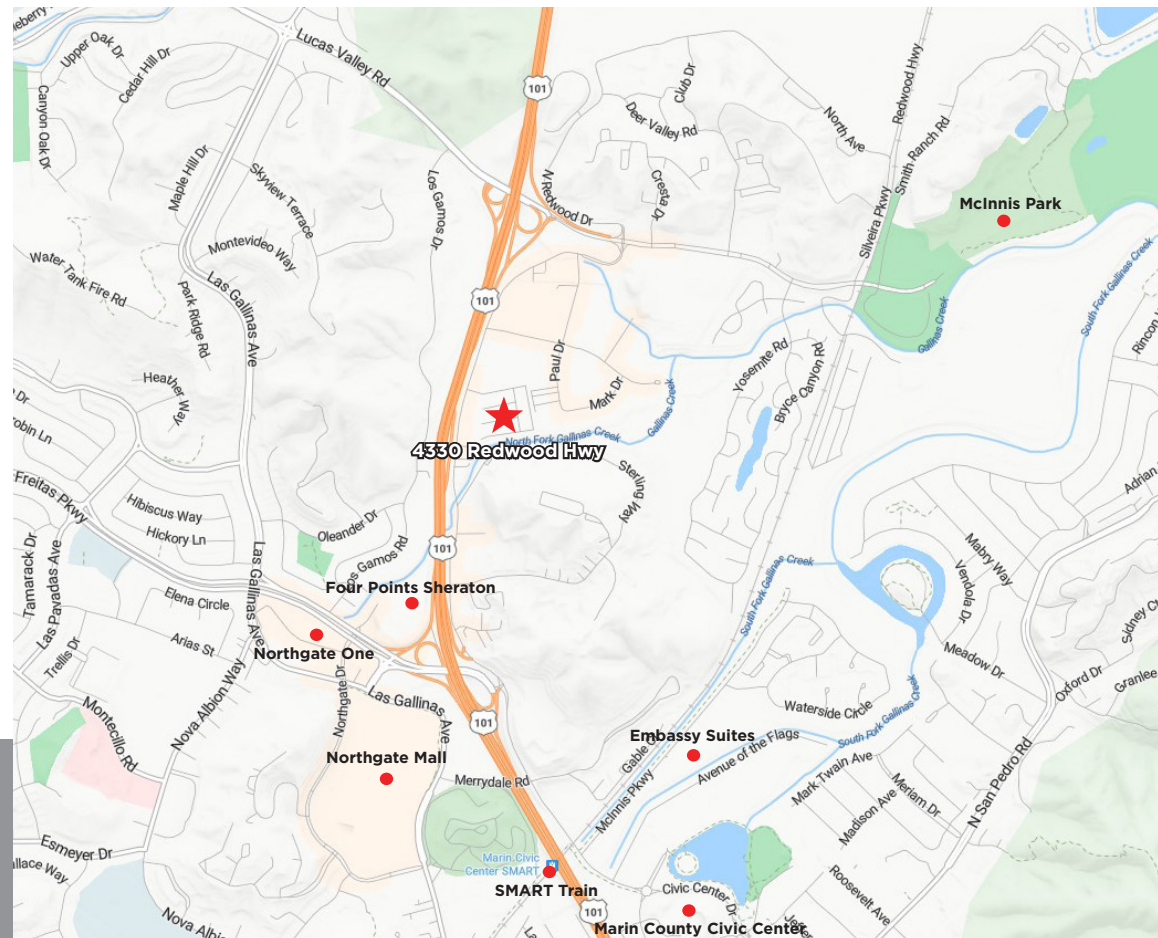 Upper Oak Dr
Cedar Hill Dr
Canyon Oak Dr
Lucas Valley Rd
101
Club Dr
Deer Valley Rd
North Ave
Redwood Hwy
Smith Ranch Rd
Silveira Pkwy
McInnis Park
Maple Hill Dr
Skyview Terrace
Montevideo Way
Los Gamos Dr
N Redwood Dr
Cresta Dr
Water Tank Fire Rd
Park Ridge Rd
Las Gallinas Ave
101
Gallinas Creek
South Fork Gallinas Creek
Heather Way
Paul Dr
Mark Dr
Yosemite Rd
Bryce Canyon Rd
Gallinas Creek
North Fork Gallinas Creek
4330 Redwood Hwy
Sterling Way
Freitas Pkwy
Hibiscus Way
Hickory Ln
Oleander Dr
Los Gamos Rd
101
Tamarack Dr
Las Pavadas Ave
Elena Circle
Las Gallinas Ave
Four Points Sheraton
Northgate One
South Fork Gallinas Creek
Mabry Way
Vendola Dr
Meadow Dr
Oxford Dr
Arias St
Trellis Dr
Nova Albion Way
Northgate Dr
Las Gallinas Ave
101
Montecillo Rd
Northgate Mall
Merrydale Rd
Embassy Suites
Waterside Circle
Avenue of the Flags
South Fork Gallinas Creek
McInnis Pkwy
Mark Twain Ave
Meriam Dr
Madison Ave
N San Pedro Rd
Esmeyer Dr
Marin Civic
Center SMART
SMART Train
Civic Center Dr
Roosevelt Ave
101
Marin County Civic Center